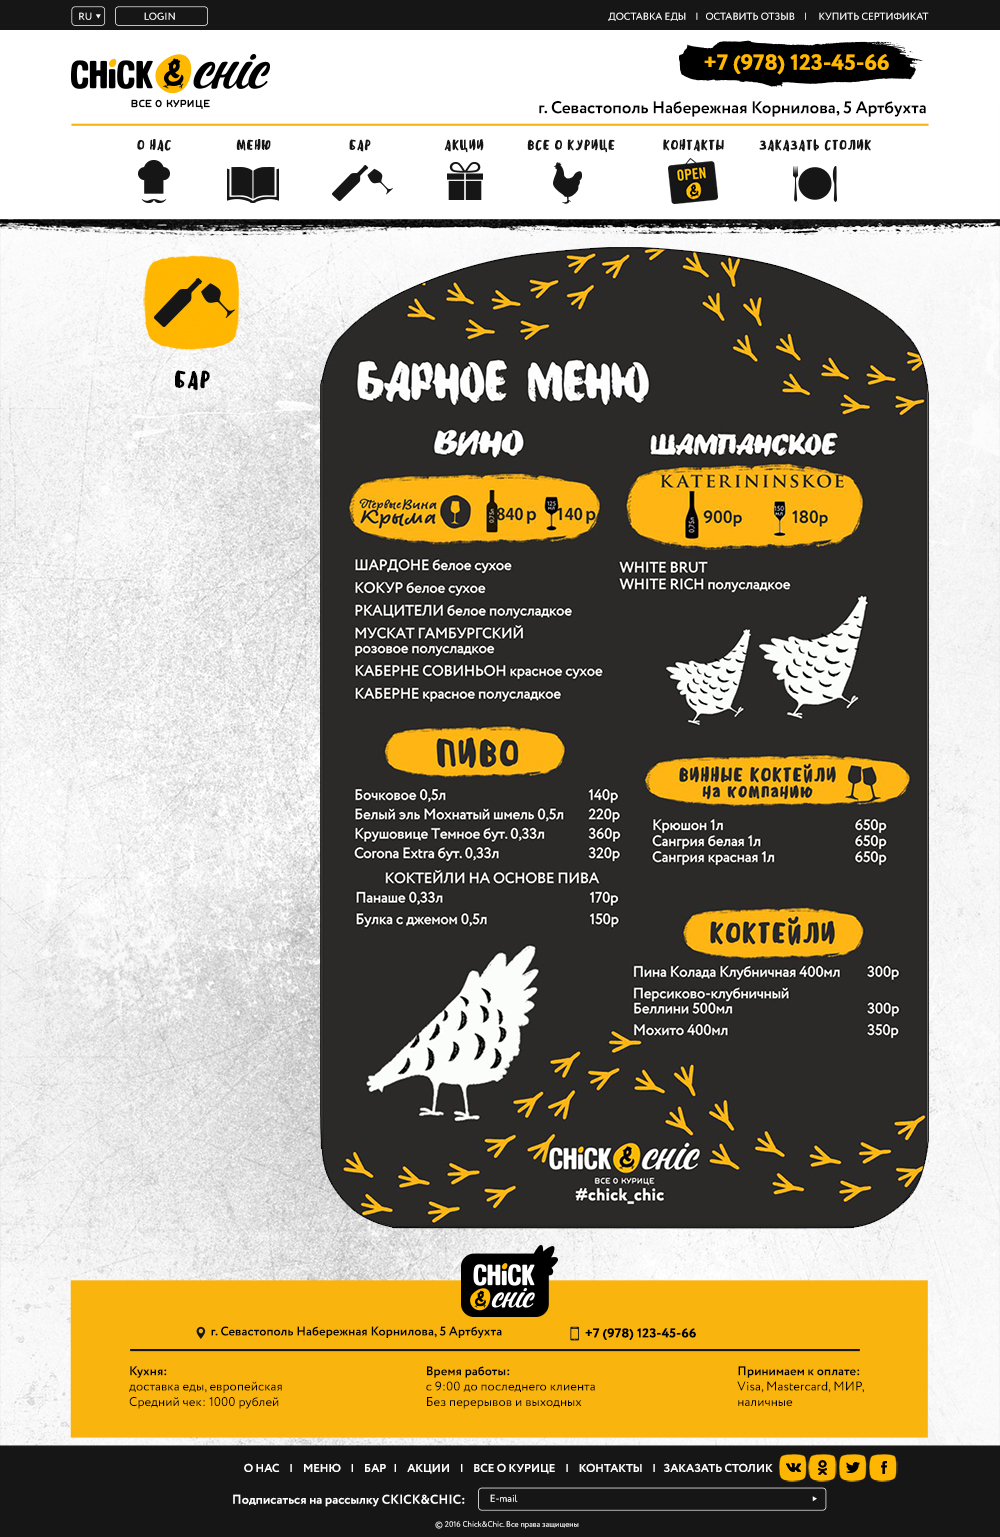 RU ▾
LOGIN
ДОСТАВКА ЕДЫ | ОСТАВИТЬ ОТЗЫВ | КУПИТЬ СЕРТИФИКАТ
CHiCK & CHIC
ВСЕ О КУРИЦЕ
+7 (978) 123-45-66
г. Севастополь Набережная Корнилова, 5 Артбухта
О НАС
МЕНЮ
БАР
АКЦИИ
ВСЕ О КУРИЦЕ
КОНТАКТЫ
ЗАКАЗАТЬ СТОЛИК
OPEN
&
БАР
БАРНОЕ МЕНЮ
ВИНО
Первые Вина
Крыма
0,75л
840 р
125 мл
140 р
ШАРДОНЕ белое сухое
КОКУР белое сухое
РКАЦИТЕЛИ белое полусладкое
МУСКАТ ГАМБУРГСКИЙ
розовое полусладкое
КАБЕРНЕ СОВИНЬОН красное сухое
КАБЕРНЕ красное полусладкое
ШАМПАНСКОЕ
KATERININSKOE
0,75л
900р
150 мл
180р
WHITE BRUT
WHITE RICH полусладкое
ПИВО
Бочковое 0,5л 140р
Белый эль Мохнатый шмель 0,5л 220р
Крушовице Темное бут. 0,33л 360р
Corona Extra бут. 0,33л 320р
КОКТЕЙЛИ НА ОСНОВЕ ПИВА
Панаше 0,33л 170р
Булка с джемом 0,5л 150р
ВИННЫЕ КОКТЕЙЛИ
на компанию
Крюшон 1л 650р
Сангрия белая 1л 650р
Сангрия красная 1л 650р
КОКТЕЙЛИ
Пина Колада Клубничная 400мл 300р
Персиково-клубничный
Беллини 500мл 300р
Мохито 400мл 350р
CHiCK & CHIC
ВСЕ О КУРИЦЕ
#chick_chic
CHiCK
& CHIC
г. Севастополь Набережная Корнилова, 5 Артбухта
+7 (978) 123-45-66
Кухня:
доставка еды, европейская
Средний чек: 1000 рублей
Время работы:
с 9:00 до последнего клиента
Без перерывов и выходных
Принимаем к оплате:
Visa, Mastercard, МИР,
наличные
О НАС | МЕНЮ | БАР | АКЦИИ | ВСЕ О КУРИЦЕ | КОНТАКТЫ | ЗАКАЗАТЬ СТОЛИК
Подписаться на рассылку CKICK&CHIC:
E-mail
© 2016 Chick&Chic. Все права защищены